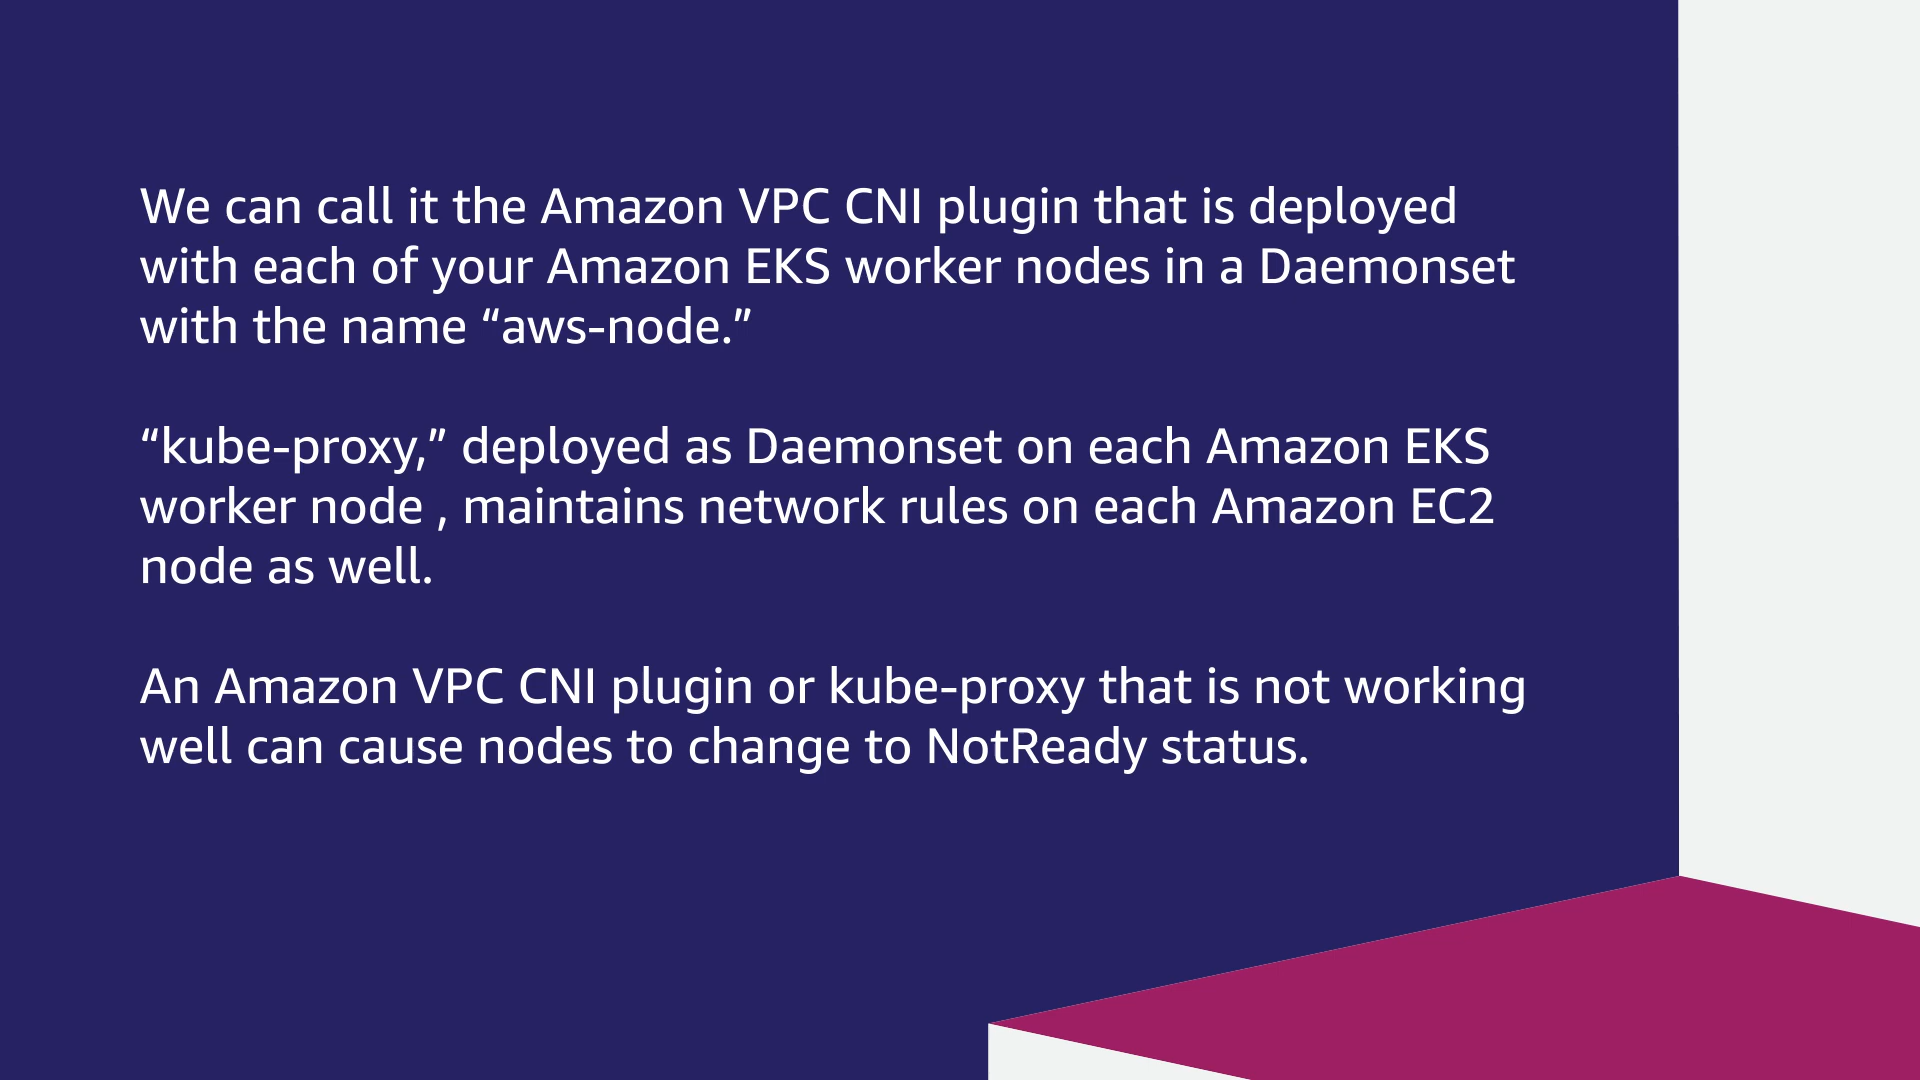 We can call it the Amazon VPC CNI plugin that is deployed
with each of your Amazon EKS worker nodes in a Daemonset
with the name “aws-node.”
“kube-proxy,” deployed as Daemonset on each Amazon EKS
worker node , maintains network rules on each Amazon EC2
node as well.
An Amazon VPC CNI plugin or kube-proxy that is not working
well can cause nodes to change to NotReady status.